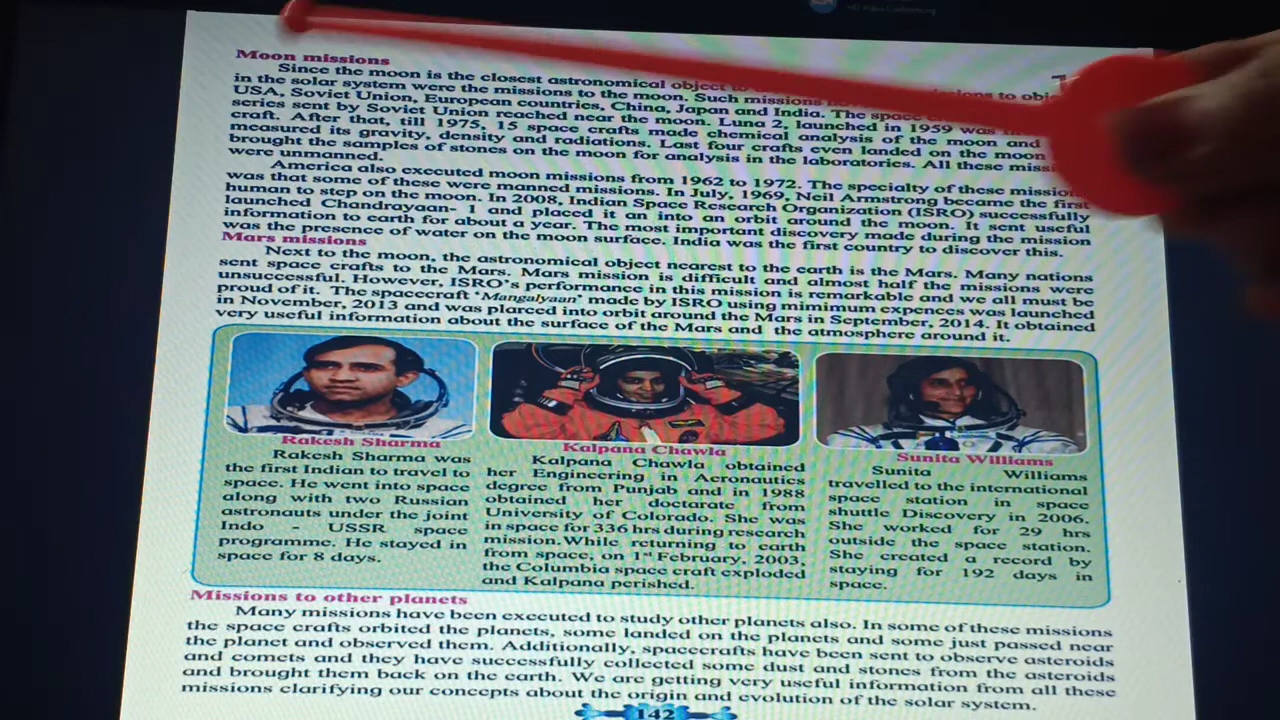 Moon missions
Since the moon is the closest astronomical object to
in the solar system were the missions to the moon. Such missions missions to
USA, Soviet Union, European countries, China, Japan and India. The space
series sent by Soviet Union reached near the moon. Luna 2, launched in 1959 was
craft. After that, till 1975, 15 space crafts made chemical analysis of the moon and
measured its gravity, density and radiations. Last four crafts even landed on the moon
brought the samples of stones on the moon for analysis in the laboratories. All these
were unmanned.
America also executed moon missions from 1962 to 1972. The specialty of these
was that some of these were manned missions. In July, 1969, Neil Armstrong became the first
human to step on the moon. In 2008, Indian Space Research Organization (ISRO) successfully
launched Chandrayaan- 1 and placed it an into an orbit around the moon. It sent useful
information to earth for about a year. The most important discovery made during the mission
was the presence of water on the moon surface. India was the first country to discover this.
Mars missions
Next to the moon, the astronomical object nearest to the earth is the Mars. Many nations
sent space crafts to the Mars. Mars mission is difficult and almost half the missions were
unsuccessful. However, ISRO's performance in this mission is remarkable and we all must be
proud of it. The spacecraft 'Mangalyaan' made by ISRO using mimimum expences was launched
in November, 2013 and was plarced into orbit around the Mars in September, 2014. It obtained
very useful information about the surface of the Mars and the atmosphere around it.
Rakesh Sharma
Rakesh Sharma was
the first Indian to travel to
space. He went into space
along with two Russian
astronauts under the joint
Indo - USSR space
programme. He stayed in
space for 8 days.
Kalpana Chawla
Kalpana Chawla obtained
her Engineering in Aeronautics
degree from Punjab and in 1988
obtained her doctarate from
University of Colorado. She was
in space for 336 hrs during research
mission. While returning to earth
from space, on 1st February, 2003,
the Columbia space craft exploded
and Kalpana perished.
Sunita Williams
Sunita Williams
travelled to the international
space station in space
shuttle Discovery in 2006.
She worked for 29 hrs
outside the space station.
She created a record by
staying for 192 days in
space.
Missions to other planets
Many missions have been executed to study other planets also. In some of these missions
the space crafts orbited the planets, some landed on the planets and some just passed near
the planet and observed them. Additionally, spacecrafts have been sent to observe asteroids
and comets and they have successfully collected some dust and stones from the asteroids
and brought them back on the earth. We are getting very useful information from all these
missions clarifying our concepts about the origin and evolution of the solar system.
142